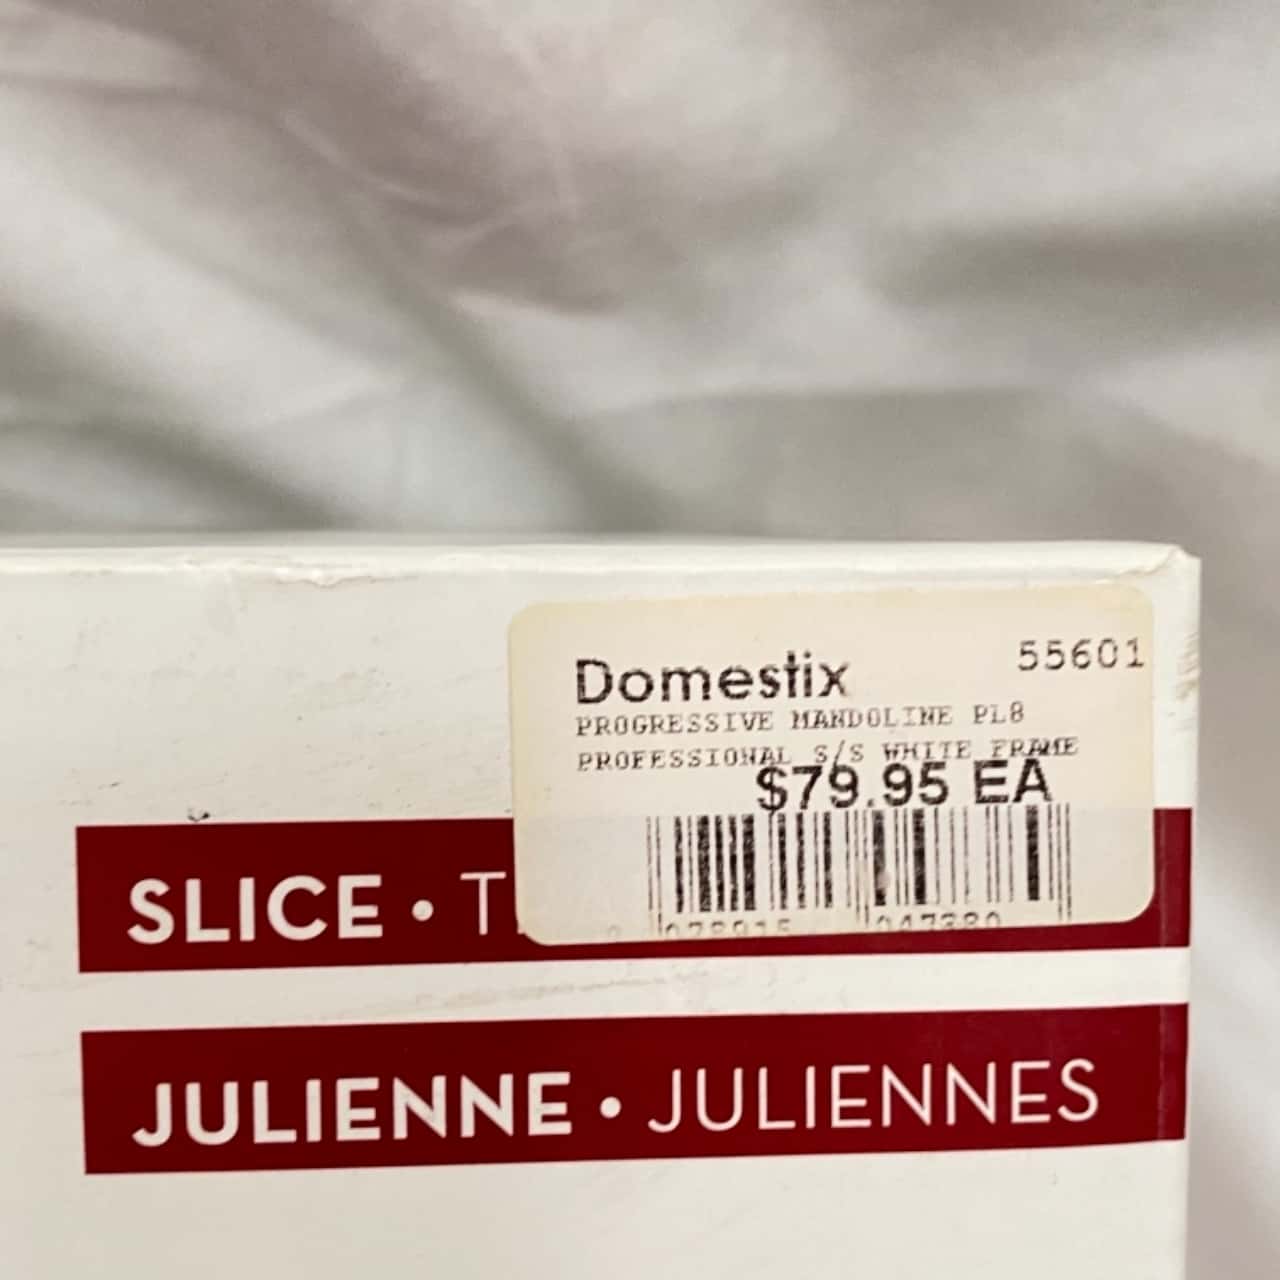 Domestix 55601
PROGRESSIVE MANDOLINE PL8
PROFESSIONAL S/S WHITE FRAME
$79.95 EA
SLICE •
JULIENNE • JULIENNES